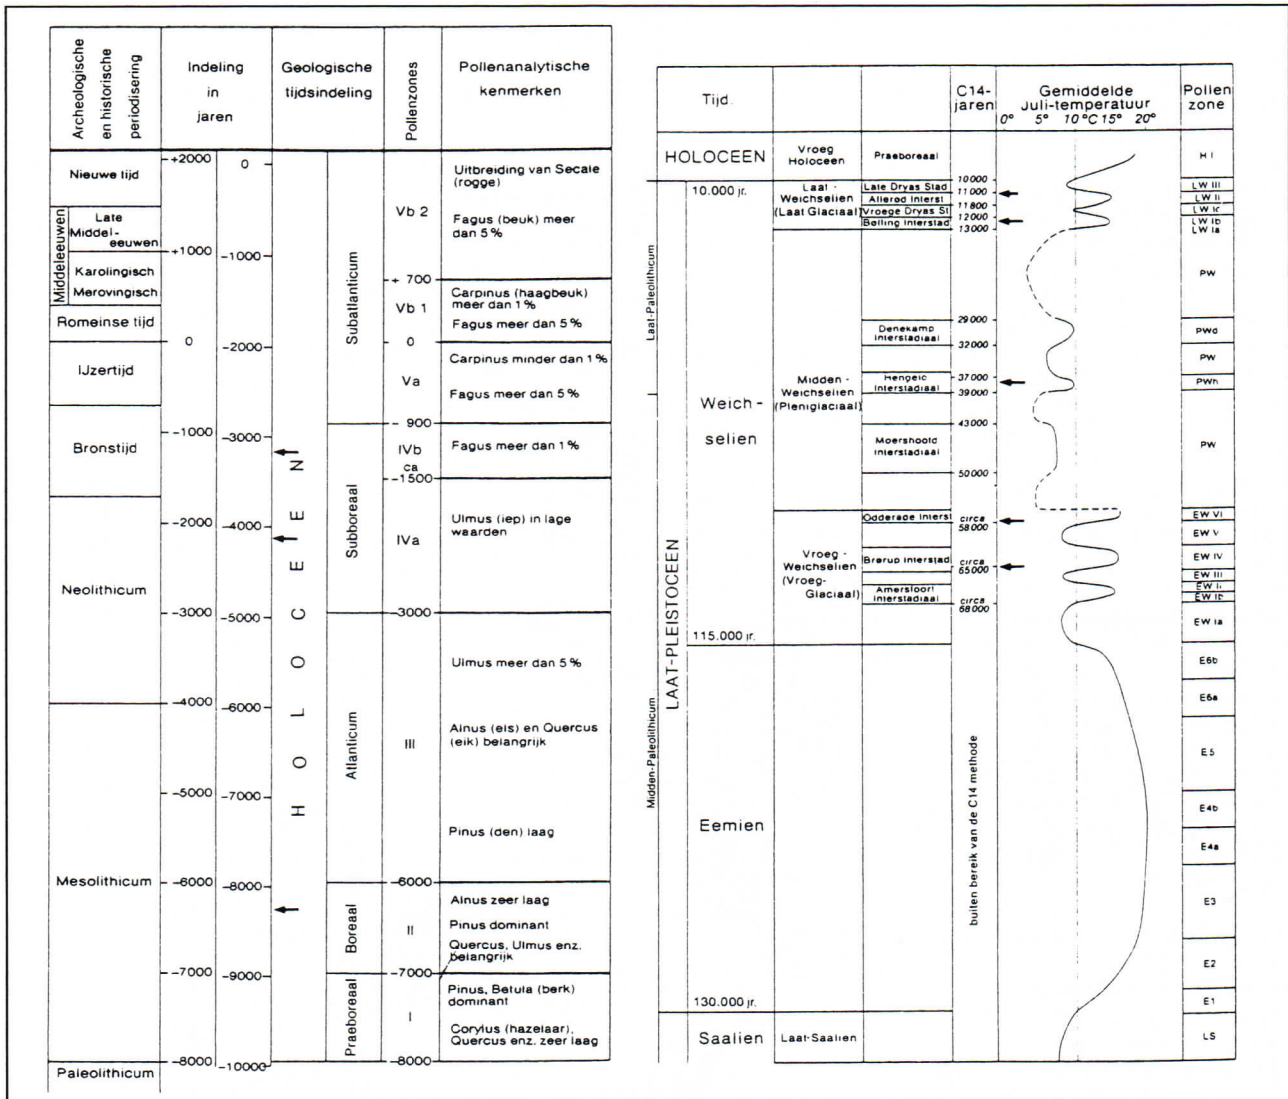 Archeologische
en historische
periodisering
Indeling
in
jaren
Geologische
tijdsindeling
Pollenzones
Pollenanalytische
kenmerken
Nieuwe tijd
Middeleeuwen
Late
Middel-
eeuwen
Karolingisch
Merovingisch
Romeinse tijd
IJzertijd
Bronstijd
Neolithicum
Mesolithicum
Paleolithicum
+2000
+1000
0
-1000
-2000
-3000
-4000
-5000
-6000
-7000
-8000
0
-1000
-2000
-3000
-4000
-5000
-6000
-7000
-8000
-9000
-10000
HOLOCEEN
Subatlanticum
Subboreaal
Atlanticum
Boreaal
Praeboreaal
Vb 2
+ 700
Vb 1
0
Va
- 900
IVb
ca
-1500
IVa
-3000
III
-6000
II
-7000
I
-8000
Uitbreiding van Secale
(rogge)
Fagus (beuk) meer
dan 5%
Carpinus (haagbeuk)
meer dan 1%
Fagus meer dan 5%
Carpinus minder dan 1%
Fagus meer dan 5%
Fagus meer dan 1%
Ulmus (iep) in lage
waarden
Ulmus meer dan 5%
Alnus (els) en Quercus
(eik) belangrijk
Pinus (den) laag
Alnus zeer laag
Pinus dominant
Quercus, Ulmus enz.
belangrijk
Pinus, Betula (berk)
dominant
Corylus (hazelaar),
Quercus enz. zeer laag
Tijd.
C14-
jaren
Gemiddelde
Juli-temperatuur
0° 5° 10°C 15° 20°
Pollen
zone
HOLOCEEN
Vroeg
Holoceen
Praeboreaal
H I
Laat-Paleolithicum
Midden-Paleolithicum
LAAT-PLEISTOCEEN
10.000 jr.
Weich-
selien
115.000 jr.
Eemien
130.000 jr.
Saalien
Laat-
Weichselien
(Laat Glaciaal)
Midden-
Weichselien
(Pleniglaciaal)
Vroeg-
Weichselien
(Vroeg-
Glaciaal)
Laat-Saalien
Late Dryas Stad
Allerød Interst
Vroege Dryas St
Bølling Interstad
Denekamp
Interstadiaal
Hengelo
Interstadiaal
Moershoofd
Interstadiaal
Odderade Interst
Brørup Interstad
Amersfoort
Interstadiaal
10000
11000
11800
12000
13000
29000
32000
37000
39000
43000
50000
circa
58000
circa
65000
circa
68000
buiten bereik van de C14 methode
LW III
LW II
LW Ic
LW Ib
LW Ia
PW
PWd
PW
PWh
PW
EW VI
EW V
EW IV
EW III
EW II
EW Ib
EW Ia
E6b
E6a
E5
E4b
E4a
E3
E2
E1
LS